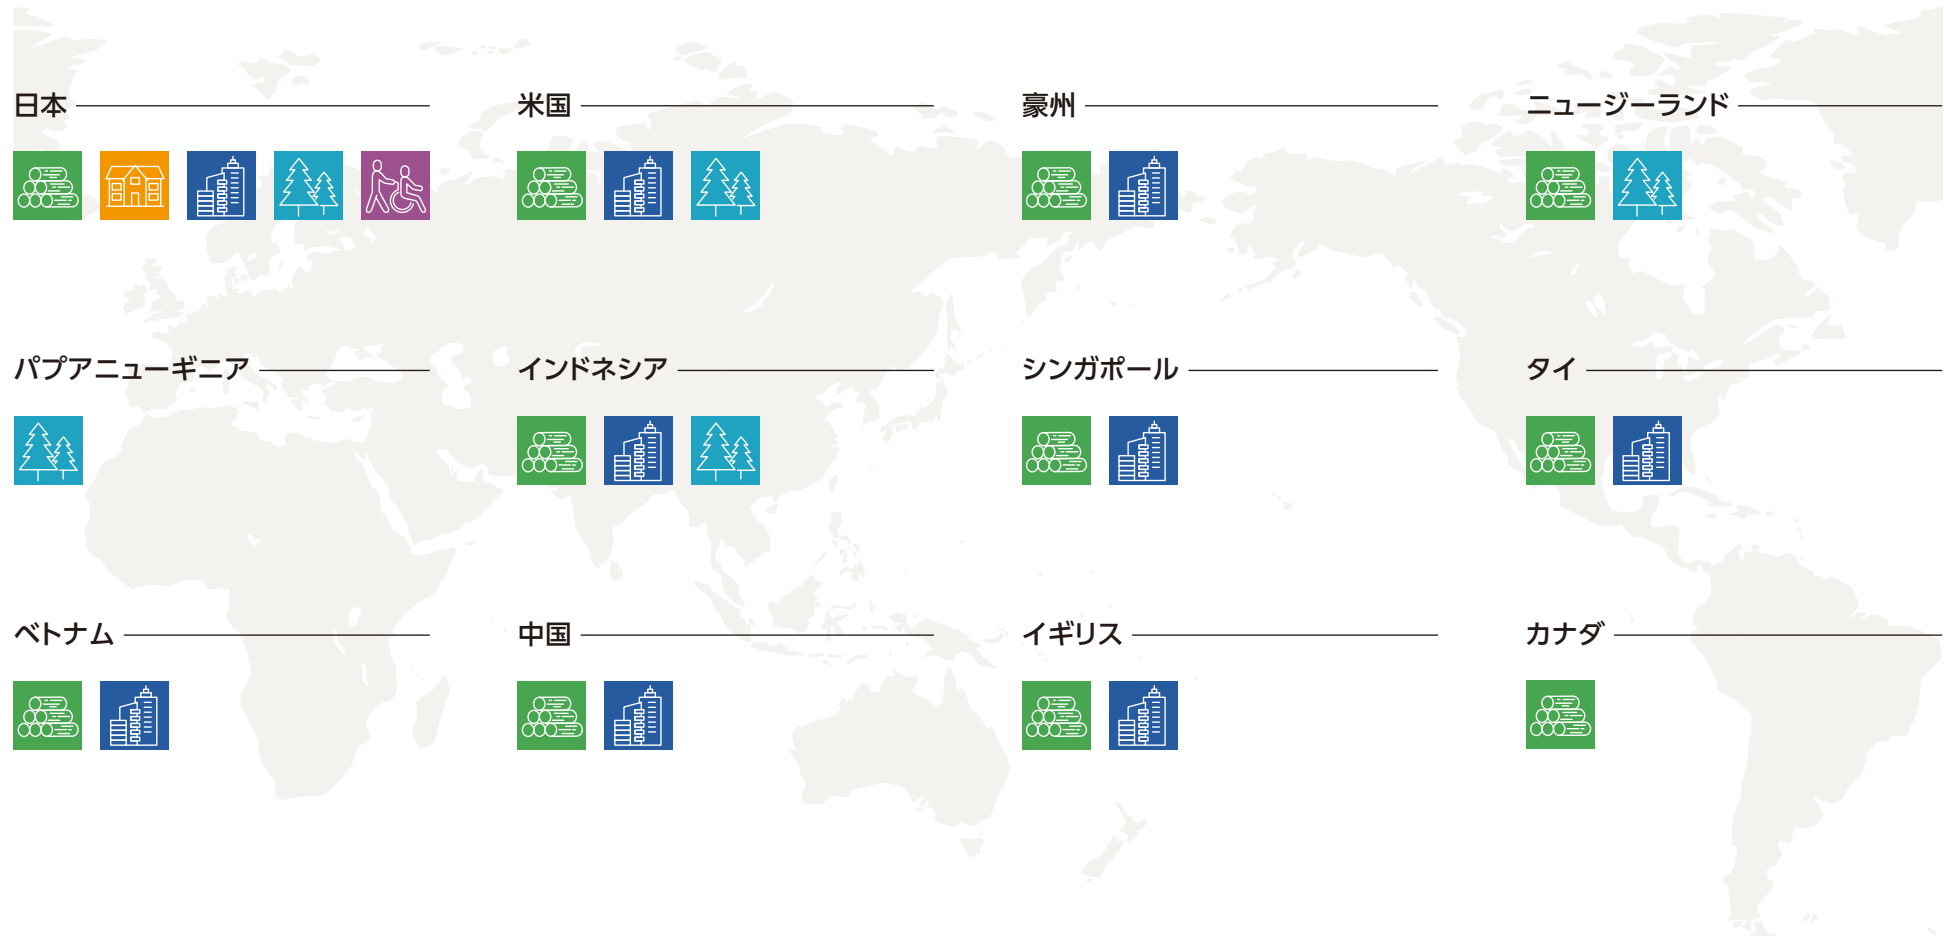 日本
米国
豪州
ニュージーランド
パプアニューギニア
インドネシア
シンガポール
タイ
ベトナム
中国
イギリス
カナダ